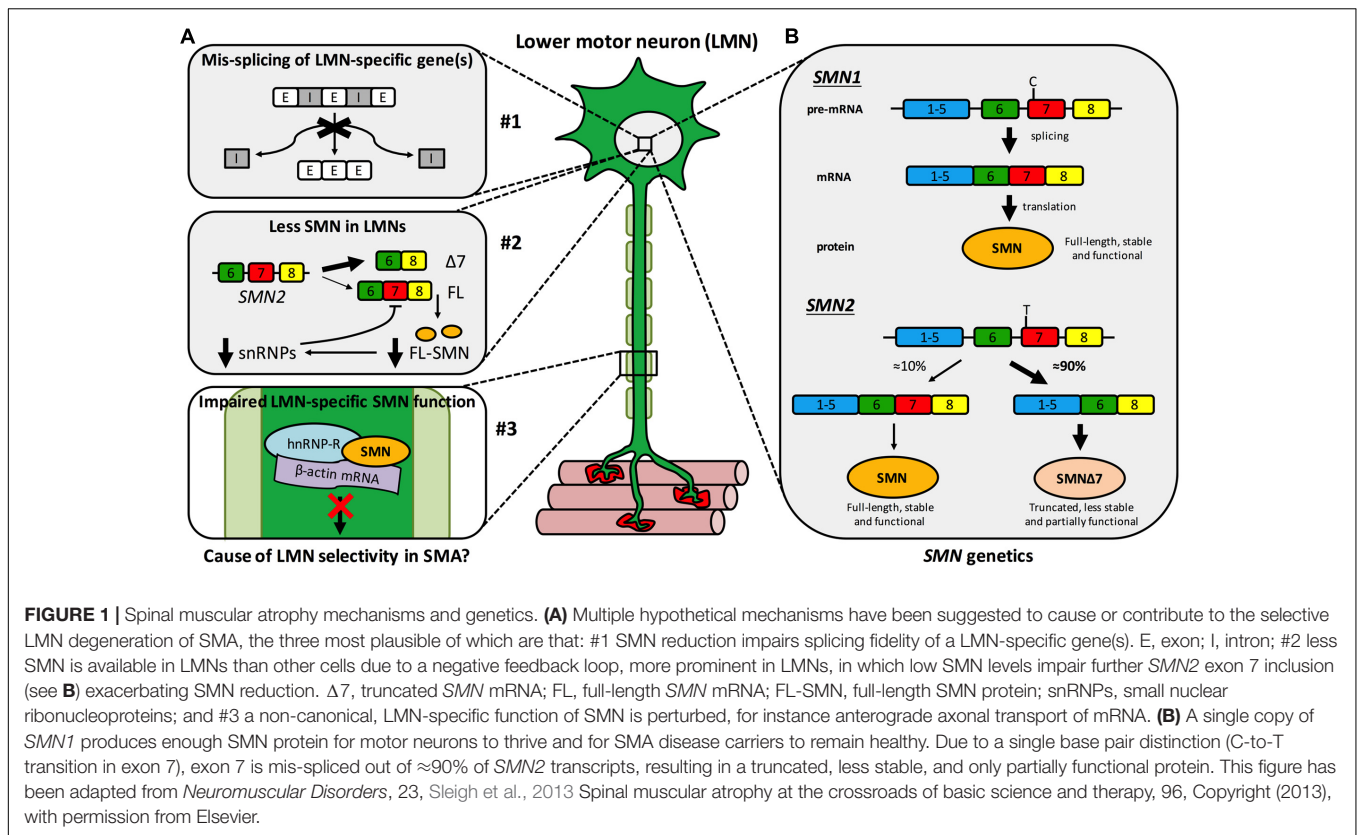 A
Lower motor neuron (LMN)
B
Mis-splicing of LMN-specific gene(s)
E I E I E
I
I
E E E
#1
Less SMN in LMNs
6 7 8
SMN2
6 8
Δ7
6 7 8
FL
snRNPs
FL-SMN
#2
Impaired LMN-specific SMN function
hnRNP-R
SMN
β-actin mRNA
#3
Cause of LMN selectivity in SMA?
SMN1
C
pre-mRNA
1-5 6 7 8
splicing
mRNA
1-5 6 7 8
translation
protein
SMN
Full-length, stable
and functional
SMN2
T
1-5 6 7 8
≈10%
≈90%
1-5 6 7 8
1-5 6 8
SMN
SMNΔ7
Full-length, stable
and functional
Truncated, less stable
and partially functional
SMN genetics
FIGURE 1 | Spinal muscular atrophy mechanisms and genetics. (A) Multiple hypothetical mechanisms have been suggested to cause or contribute to the selective
LMN degeneration of SMA, the three most plausible of which are that: #1 SMN reduction impairs splicing fidelity of a LMN-specific gene(s). E, exon; I, intron; #2 less
SMN is available in LMNs than other cells due to a negative feedback loop, more prominent in LMNs, in which low SMN levels impair further SMN2 exon 7 inclusion
(see B) exacerbating SMN reduction. Δ7, truncated SMN mRNA; FL, full-length SMN mRNA; FL-SMN, full-length SMN protein; snRNPs, small nuclear
ribonucleoproteins; and #3 a non-canonical, LMN-specific function of SMN is perturbed, for instance anterograde axonal transport of mRNA. (B) A single copy of
SMN1 produces enough SMN protein for motor neurons to thrive and for SMA disease carriers to remain healthy. Due to a single base pair distinction (C-to-T
transition in exon 7), exon 7 is mis-spliced out of ≈90% of SMN2 transcripts, resulting in a truncated, less stable, and only partially functional protein. This figure has
been adapted from Neuromuscular Disorders, 23, Sleigh et al., 2013 Spinal muscular atrophy at the crossroads of basic science and therapy, 96, Copyright (2013),
with permission from Elsevier.